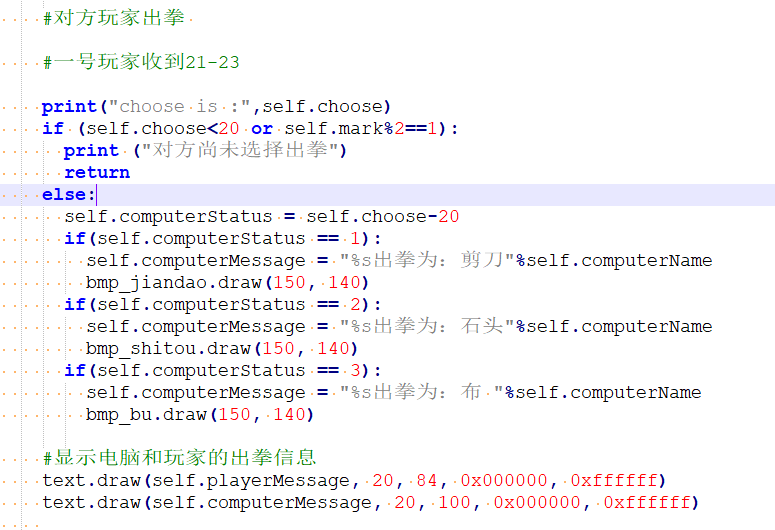 #对方玩家出拳
#一号玩家收到21-23
print("choose is :",self.choose)
if (self.choose<20 or self.mark%2==1):
print ("对方尚未选择出拳")
return
else:
self.computerStatus = self.choose-20
if(self.computerStatus == 1):
self.computerMessage = "%s出拳为：剪刀"%self.computerName
bmp_jiandao.draw(150, 140)
if(self.computerStatus == 2):
self.computerMessage = "%s出拳为：石头"%self.computerName
bmp_shitou.draw(150, 140)
if(self.computerStatus == 3):
self.computerMessage = "%s出拳为：布 "%self.computerName
bmp_bu.draw(150, 140)
#显示电脑和玩家的出拳信息
text.draw(self.playerMessage, 20, 84, 0x000000, 0xffffff)
text.draw(self.computerMessage, 20, 100, 0x000000, 0xffffff)